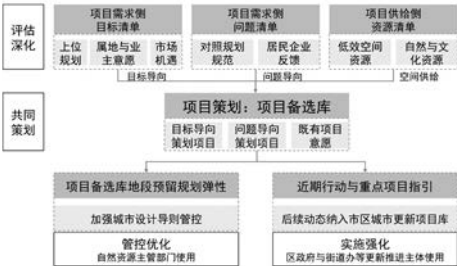 评估
深化
项目需求侧
目标清单
上位
规划
属地与业
主意愿
市场
机遇
项目需求侧
问题清单
对照规划
规范
居民企业
反馈
项目供给侧
资源清单
低效空间
资源
自然与文
化资源
目标导向
问题导向
空间供给
共同
策划
项目策划：项目备选库
目标导向
策划项目
问题导向
策划项目
既有项目
意愿
项目备选库地段预留规划弹性
加强城市设计导则管控
管控优化
自然资源主管部门使用
近期行动与重点项目指引
后续动态纳入市区城市更新项目库
实施强化
区政府与街道办等更新推进主体使用